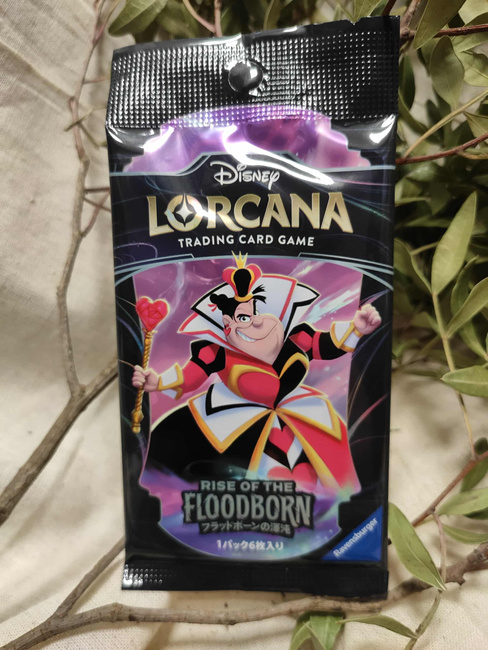 Disney
LORCANA
TRADING CARD GAME
RISE OF THE
FLOODBORN
フラッドボーンの渾沌
1パック6枚入り
Ravensburger